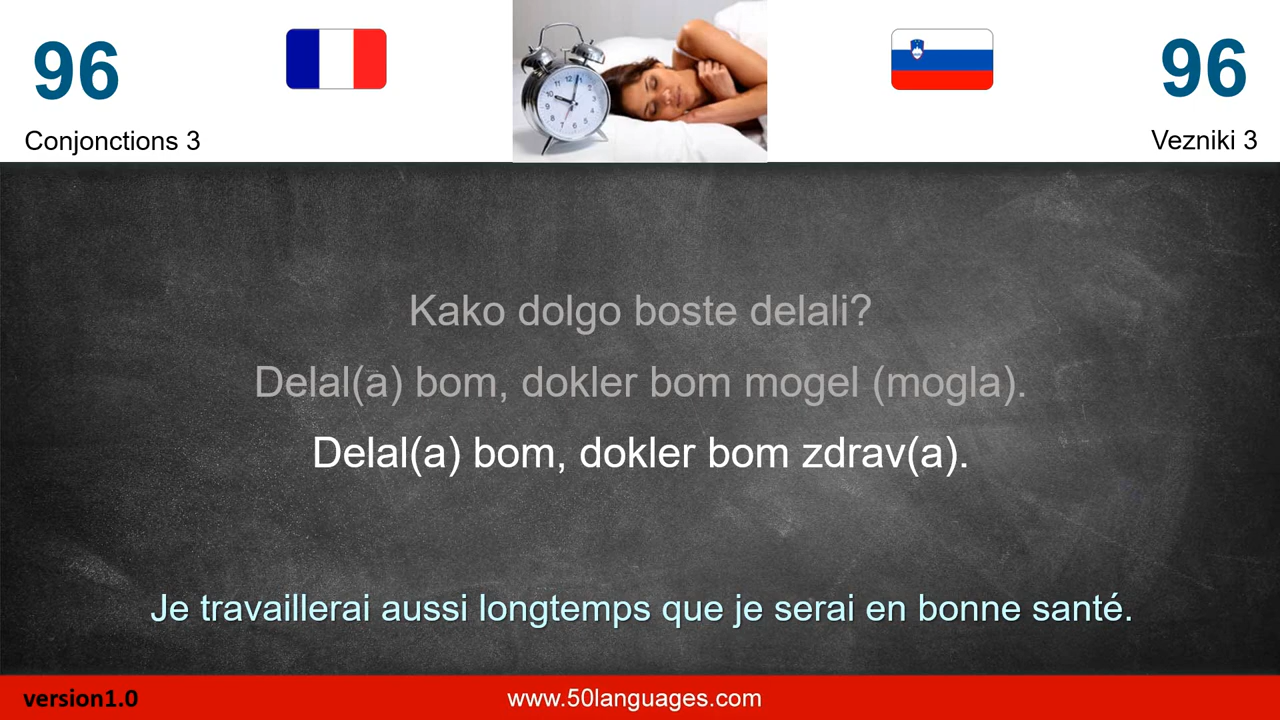 96
96
Conjonctions 3
Vezniki 3
Kako dolgo boste delali?
Delal(a) bom, dokler bom mogel (mogla).
Delal(a) bom, dokler bom zdrav(a).
Je travaillerai aussi longtemps que je serai en bonne santé.
version1.0
www.50languages.com